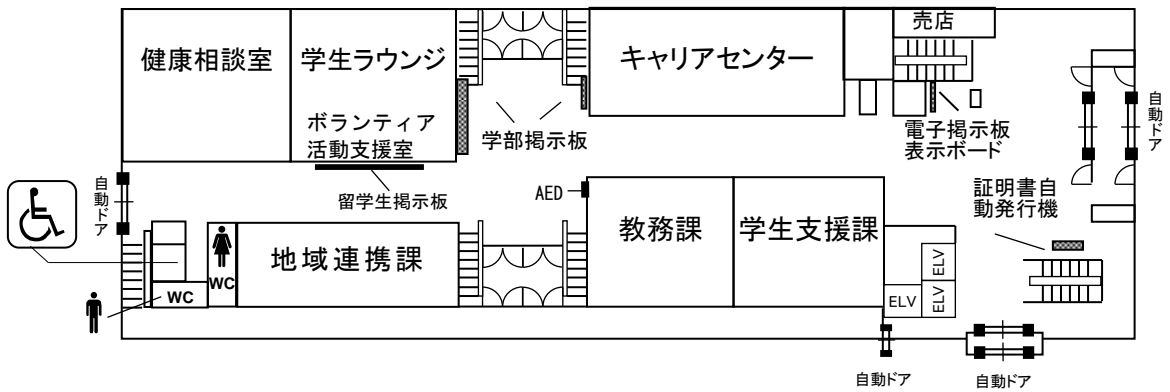 売店
健康相談室
学生ラウンジ
キャリアセンター
ボランティア
活動支援室
学部掲示板
電子掲示板
表示ボード
自動ドア
留学生掲示板
自動ドア
AED
証明書自
動発行機
教務課
学生支援課
地域連携課
WC
WC
ELV
ELV
ELV
自動ドア
自動ドア